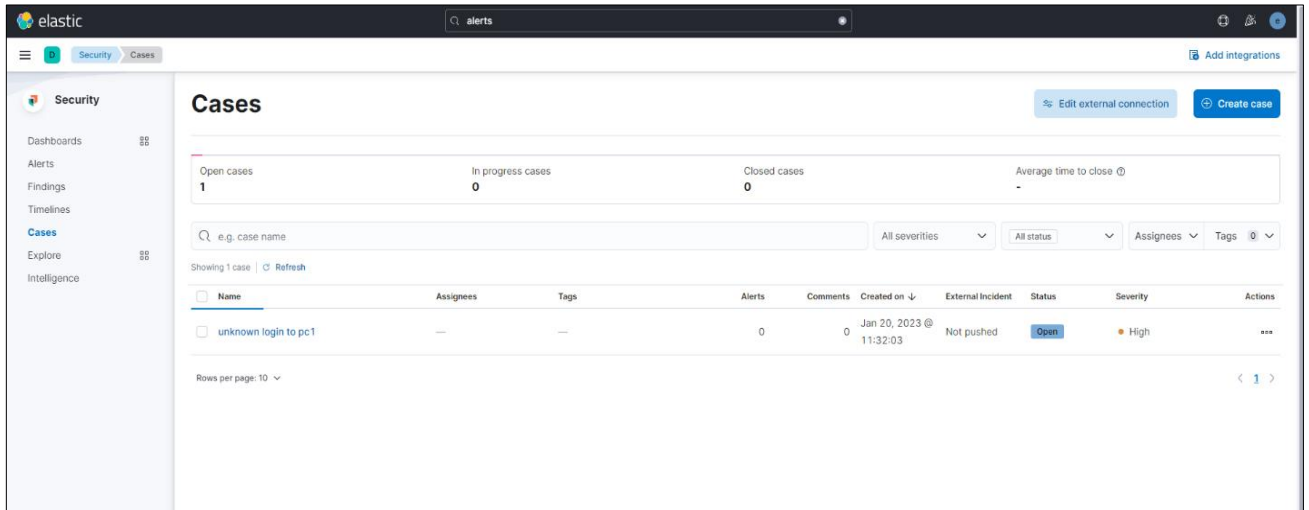 elastic
alerts
e
D
Security
Cases
Add integrations
Security
Dashboards
Alerts
Findings
Timelines
Cases
Explore
Intelligence
Cases
Edit external connection
Create case
Open cases
1
In progress cases
0
Closed cases
0
Average time to close
-
e.g. case name
All severities
All status
Assignees
Tags 0
Showing 1 case
Refresh
Name Assignees Tags Alerts Comments Created on External Incident Status Severity Actions
unknown login to pc1 — — 0 0 Jan 20, 2023 @ Not pushed Open High
11:32:03
Rows per page: 10
1